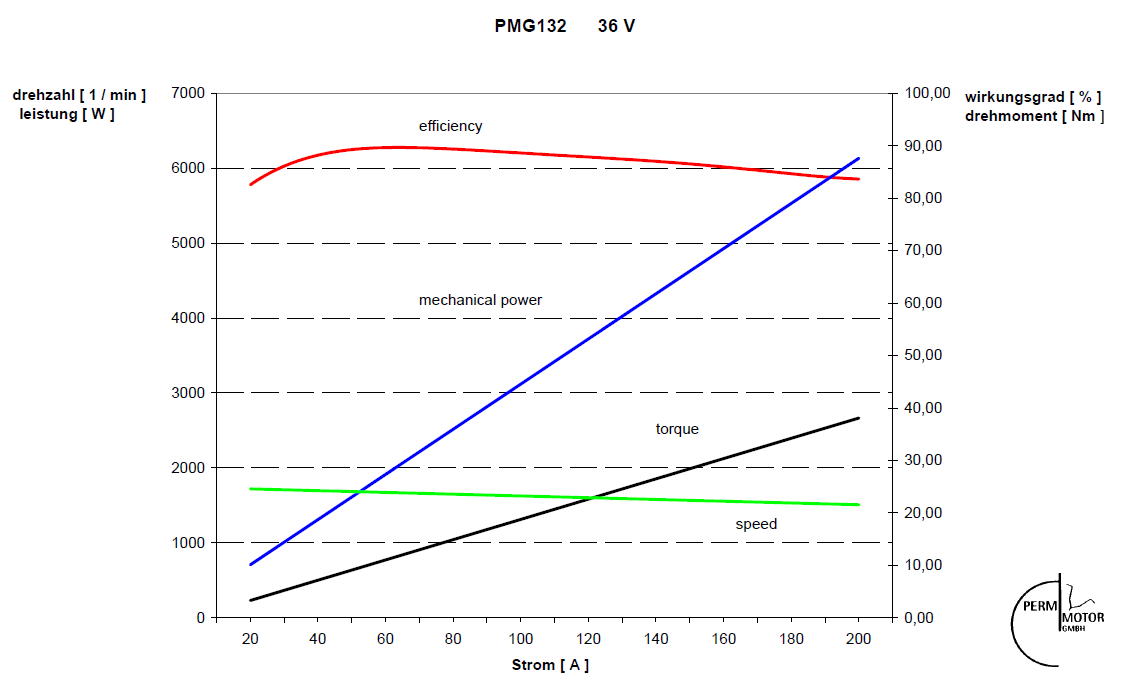 PMG132 36 V
drehzahl [ 1 / min ]
leistung [ W ]
wirkungsgrad [ % ]
drehmoment [ Nm ]
7000
6000
5000
4000
3000
2000
1000
0
100,00
90,00
80,00
70,00
60,00
50,00
40,00
30,00
20,00
10,00
0,00
efficiency
mechanical power
torque
speed
20 40 60 80 100 120 140 160 180 200
Strom [ A ]
PERM
MOTOR
GMBH